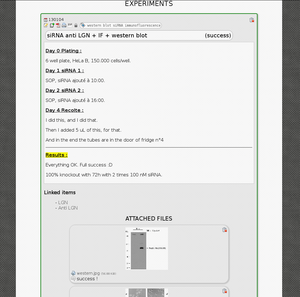 EXPERIMENTS
130104
western blot siRNA immunofluorescence
siRNA anti LGN + IF + western blot (success)
Day 0 Plating :
6 well plate, HeLa B, 150.000 cells/well.
Day 1 siRNA 1 :
SOP, siRNA ajouté à 10:00.
Day 2 siRNA 2 :
SOP, siRNA ajouté à 16:00.
Day 4 Recolte :
I did this, and I did that.
Then I added 5 uL of this, for that.
And in the end the tubes are in the door of fridge n°4
Results :
Everything OK. Full success :D
100% knockout with 72h with 2 times 100 nM siRNA.
Linked items
- LGN
- Anti LGN
ATTACHED FILES
western.jpg
success !